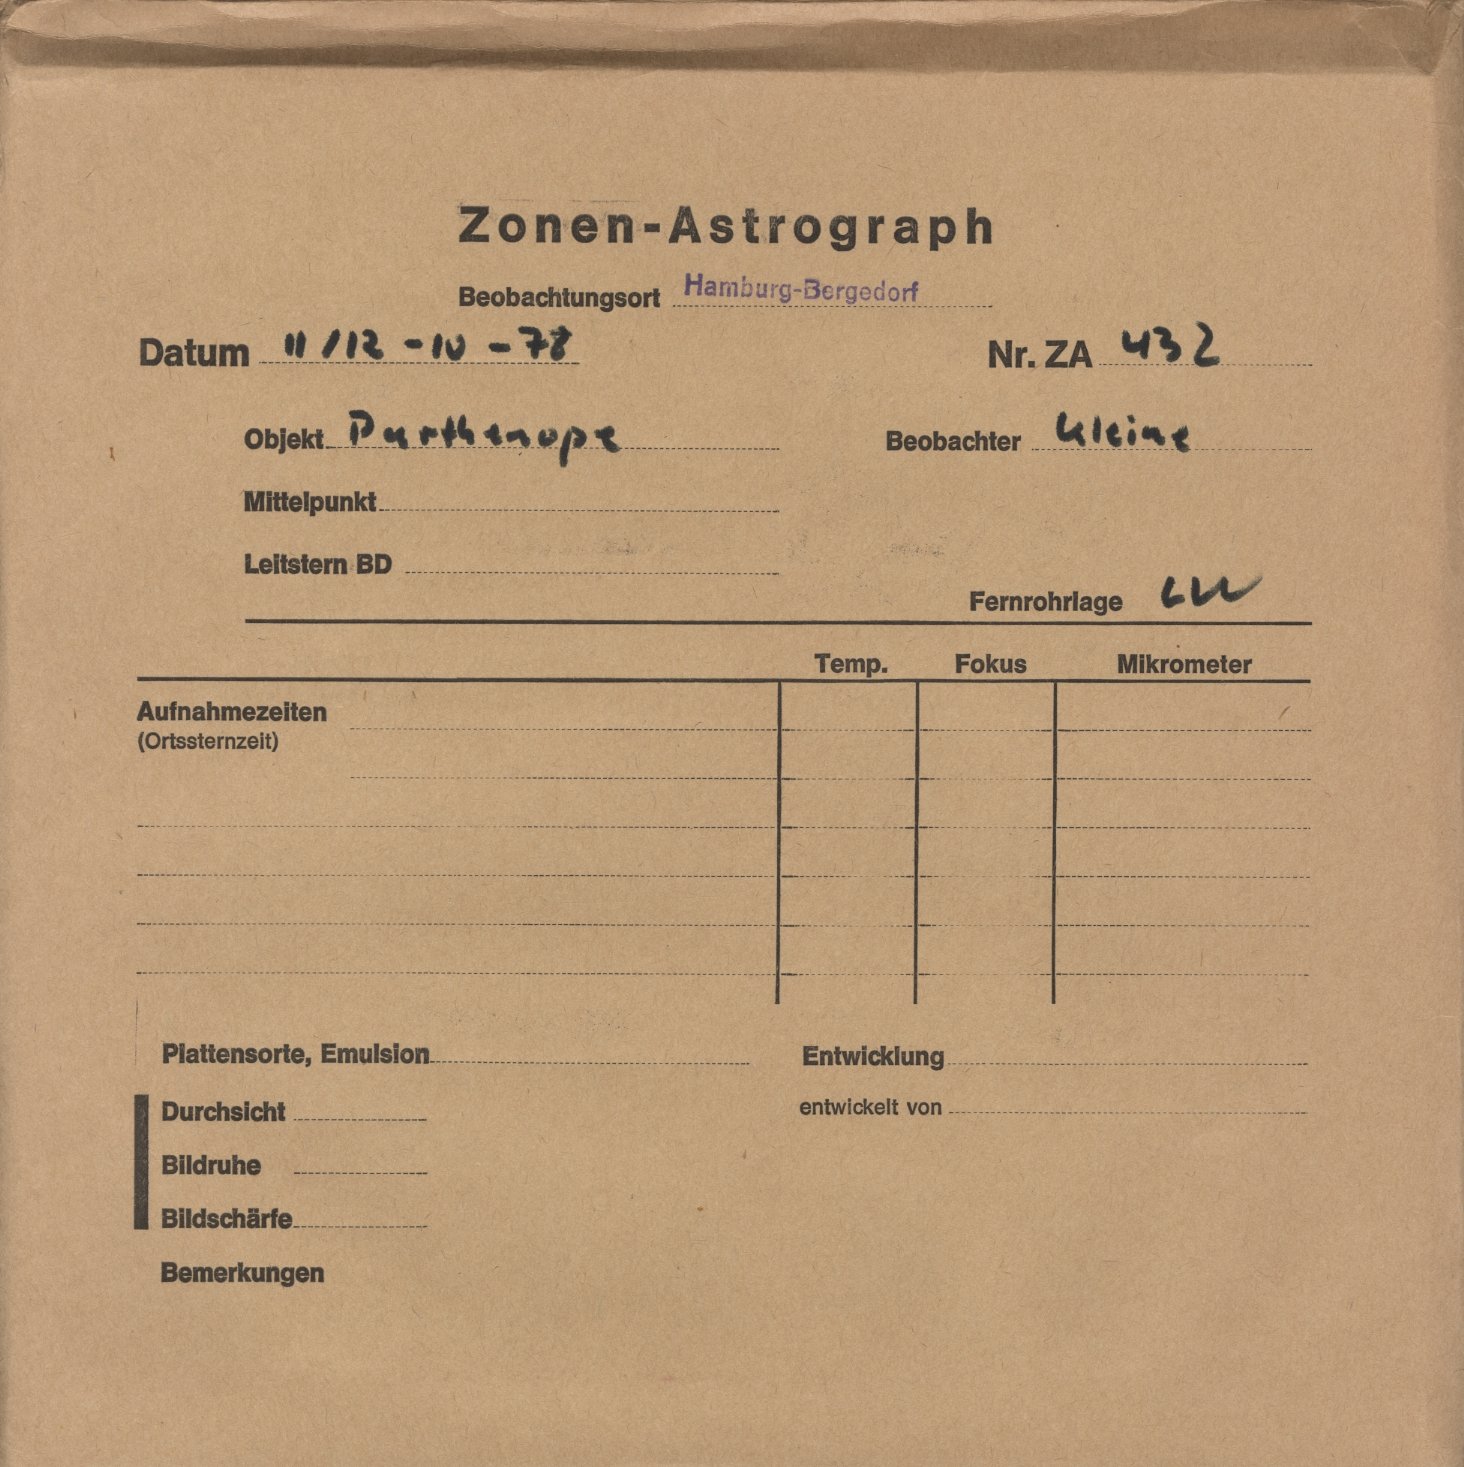 Zonen-Astrograph
Beobachtungsort Hamburg-Bergedorf
Datum 11/12-10-78 Nr. ZA 432
Objekt Parthenope Beobachter Kleine
Mittelpunkt
Leitstern BD
Fernrohrlage
Temp. Fokus Mikrometer
Aufnahmezeiten
(Ortssternzeit)
Plattensorte, Emulsion Entwicklung
Durchsicht entwickelt von
Bildruhe
Bildschärfe
Bemerkungen